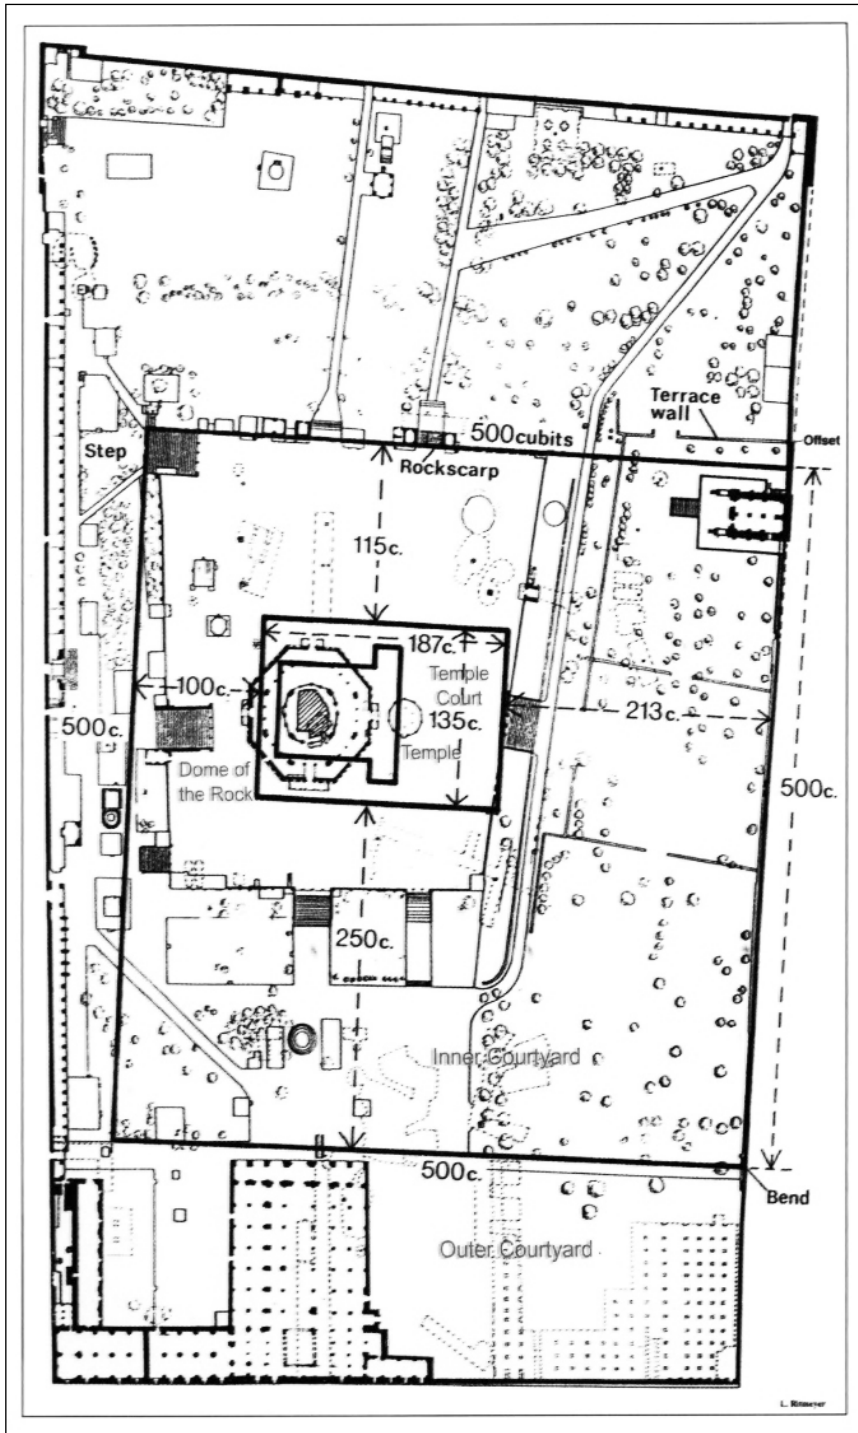 Terrace
wall
500cubits
Offset
Step
Rockscarp
115c.
187c.
Temple
Court
100c.
213c.
135c.
500c.
Temple
Dome of
the Rock
500c.
250c.
Inner Courtyard
500c.
Bend
Outer Courtyard
L. Ritmeyer